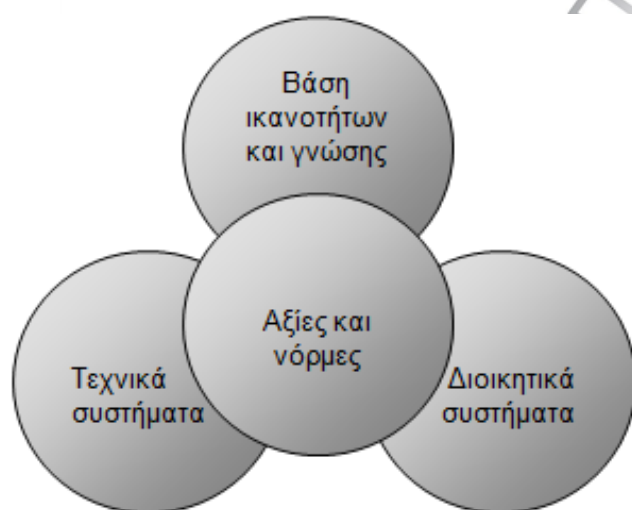 Βάση
ικανοτήτων
και γνώσης
Αξίες και
νόρμες
Τεχνικά
συστήματα
Διοικητικά
συστήματα